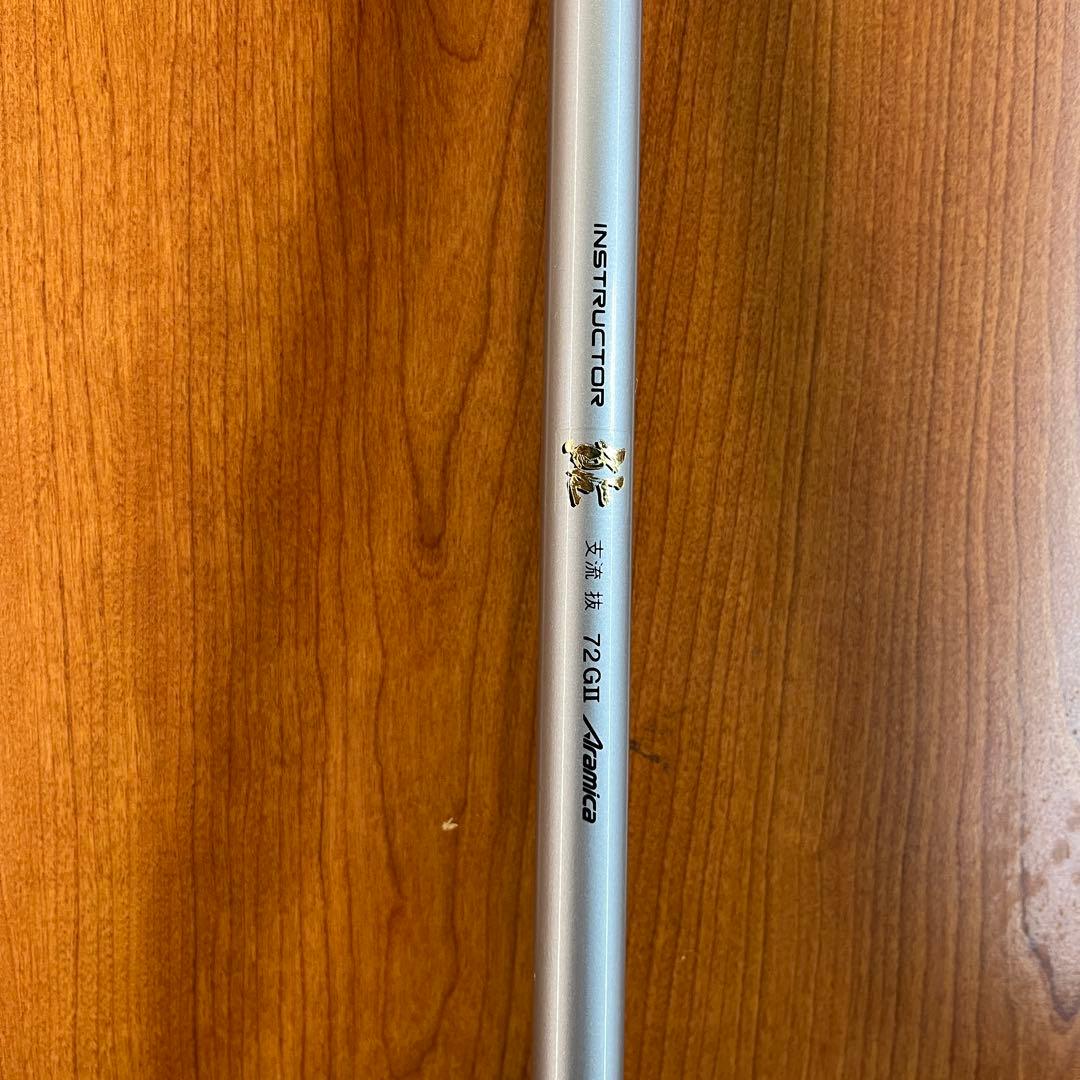 INSTRUCTOR 支流 抜 72GII Aramica